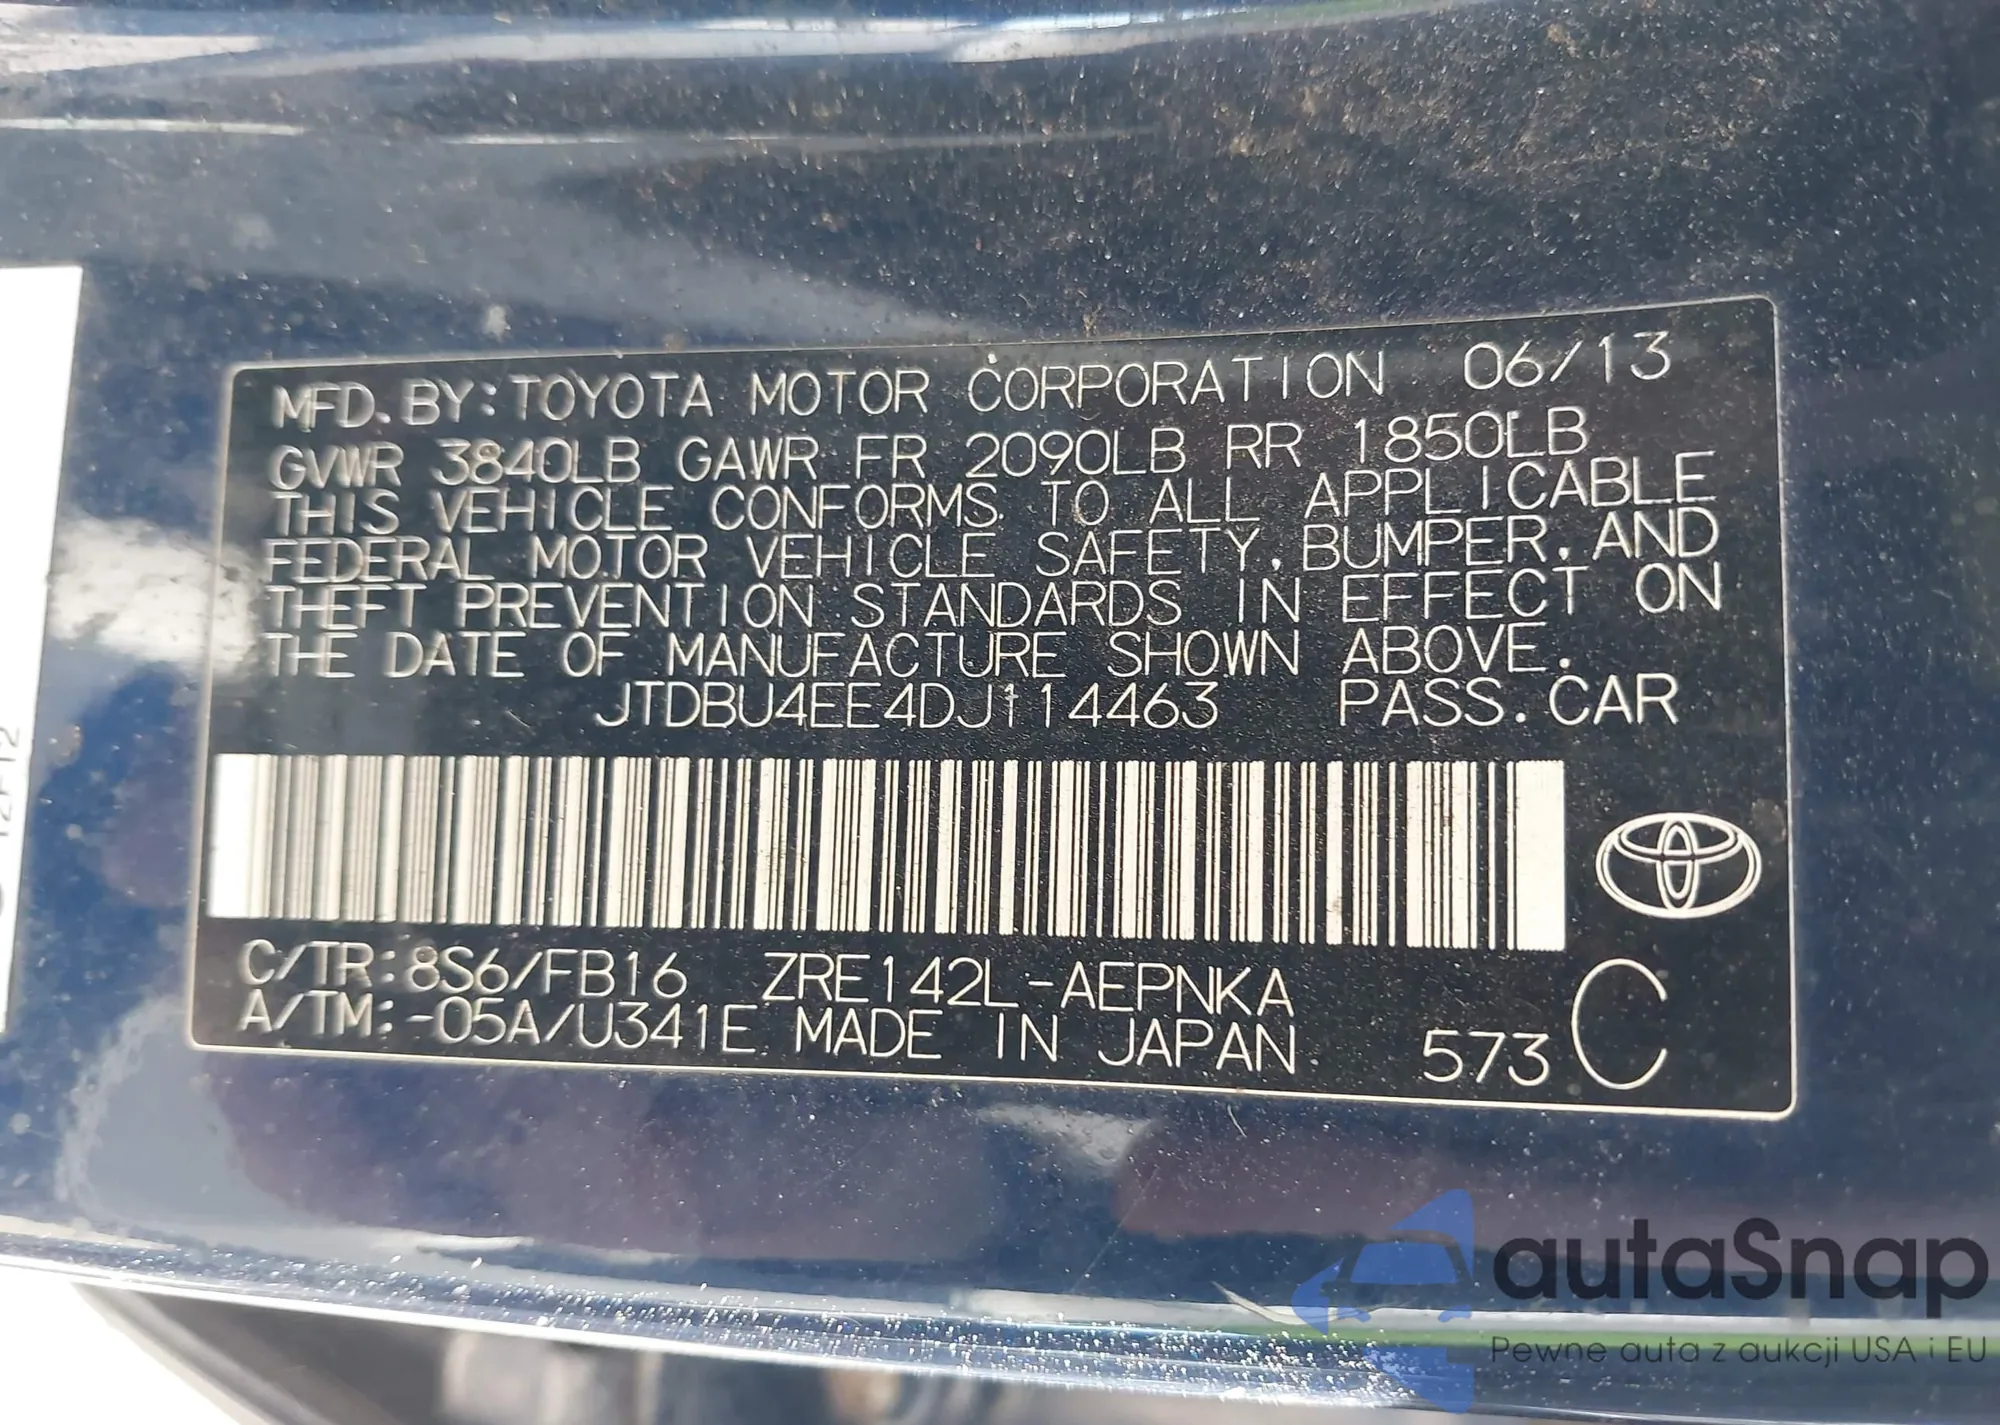 MFD. BY: TOYOTA MOTOR CORPORATION 06/13
GVWR 3840LB GAWR FR 2090LB RR 1850LB
THIS VEHICLE CONFORMS TO ALL APPLICABLE
FEDERAL MOTOR VEHICLE SAFETY, BUMPER, AND
THEFT PREVENTION STANDARDS IN EFFECT ON
THE DATE OF MANUFACTURE SHOWN ABOVE.
JTDBU4EE4DJ114463 PASS. CAR
C/TR: 8S6/FB16 ZRE142L-AEPNKA
A/TM: -05A/U341E MADE IN JAPAN 573 C
autaSnap
Pewne auta z aukcji USA i EU